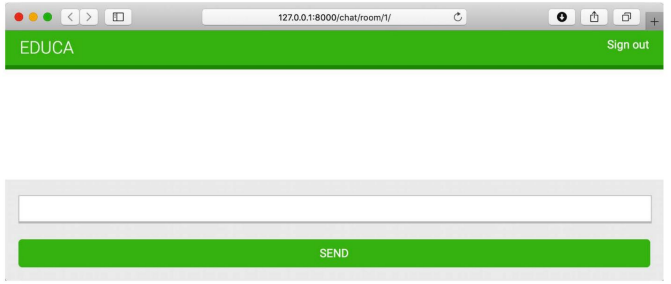 127.0.0.1:8000/chat/room/1/
EDUCA
Sign out
SEND